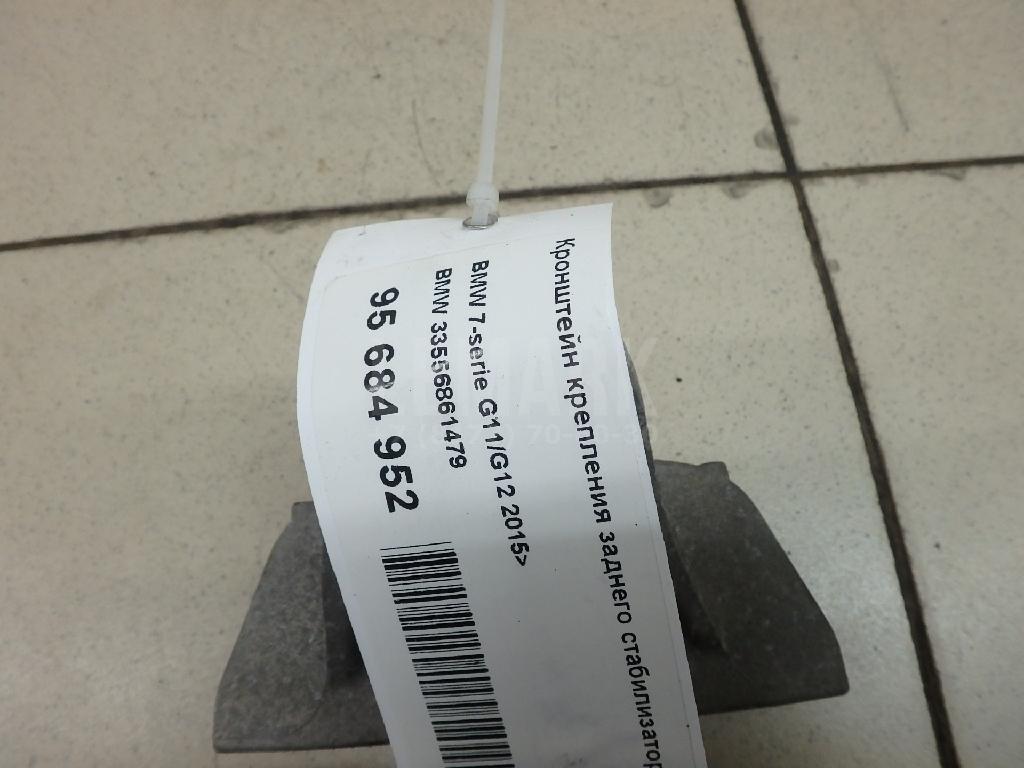 Кронштейн крепления заднего стабилизатор
BMW 7-serie G11/G12 2015>
BMW 33556861479
95 684 952